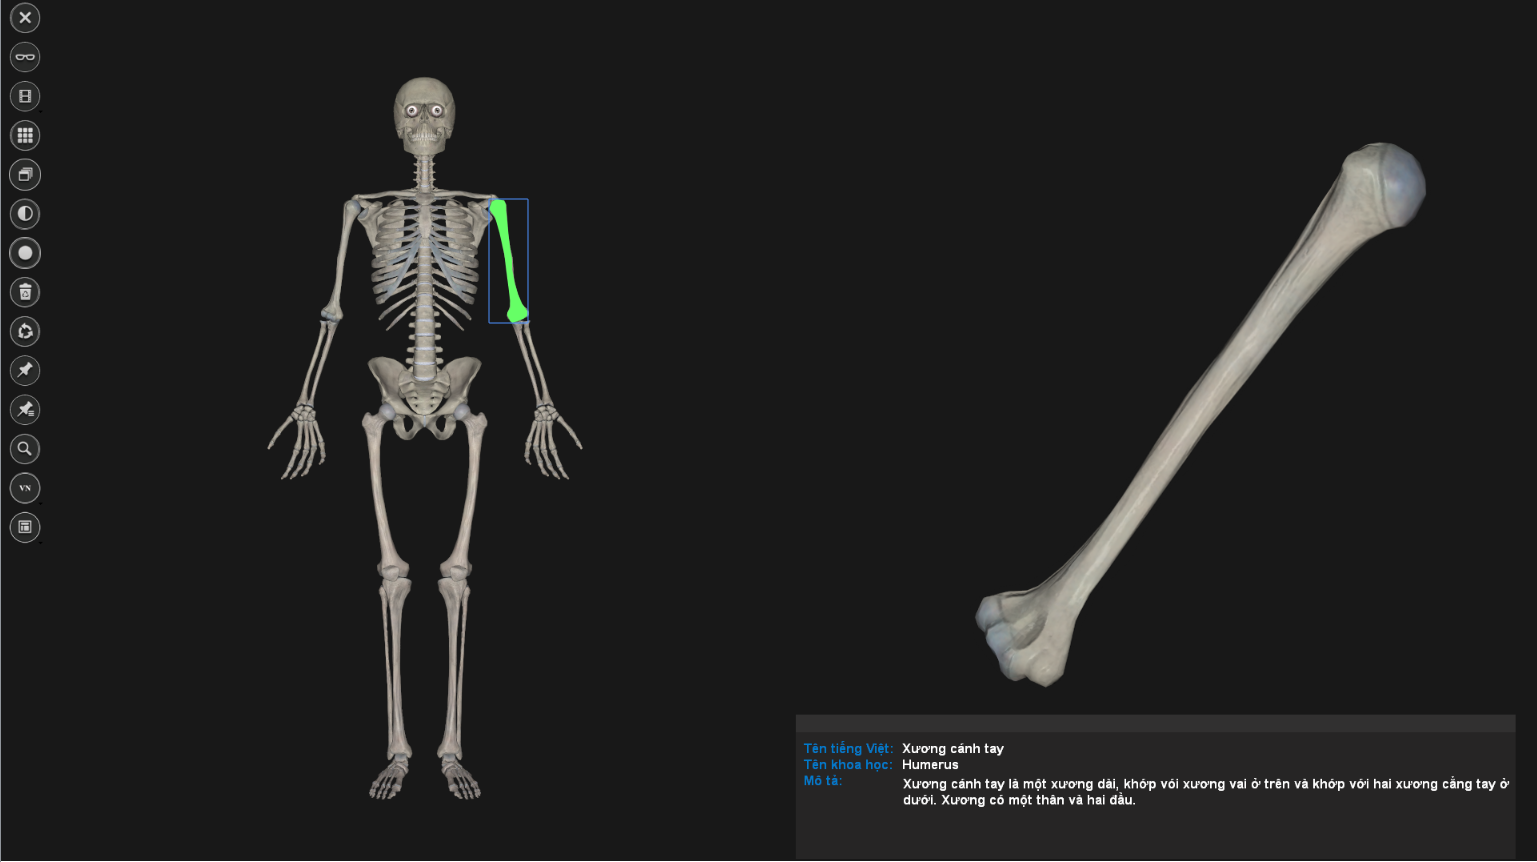 VN
Tên tiếng Việt: Xương cánh tay
Tên khoa học: Humerus
Mô tả: Xương cánh tay là một xương dài, khớp vói xương vai ở trên và khớp với hai xương cẳng tay ở
dưới. Xương có một thân và hai đầu.